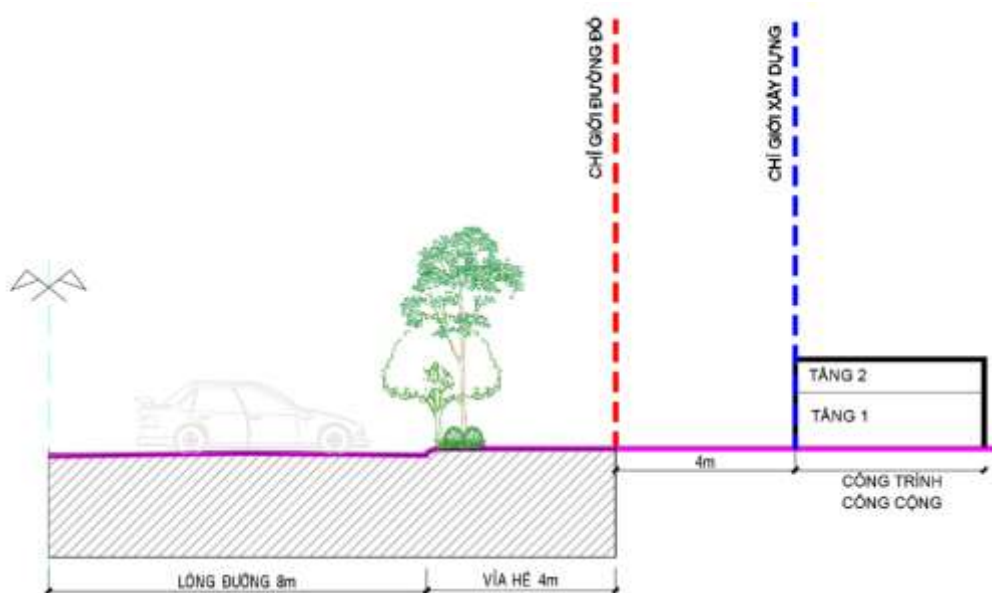 CHỈ GIỚI ĐƯỜNG ĐỎ
CHỈ GIỚI XÂY DỰNG
TẦNG 2
TẦNG 1
4m
CÔNG TRÌNH
CÔNG CỘNG
LÒNG ĐƯỜNG 8m
VỈA HÈ 4m